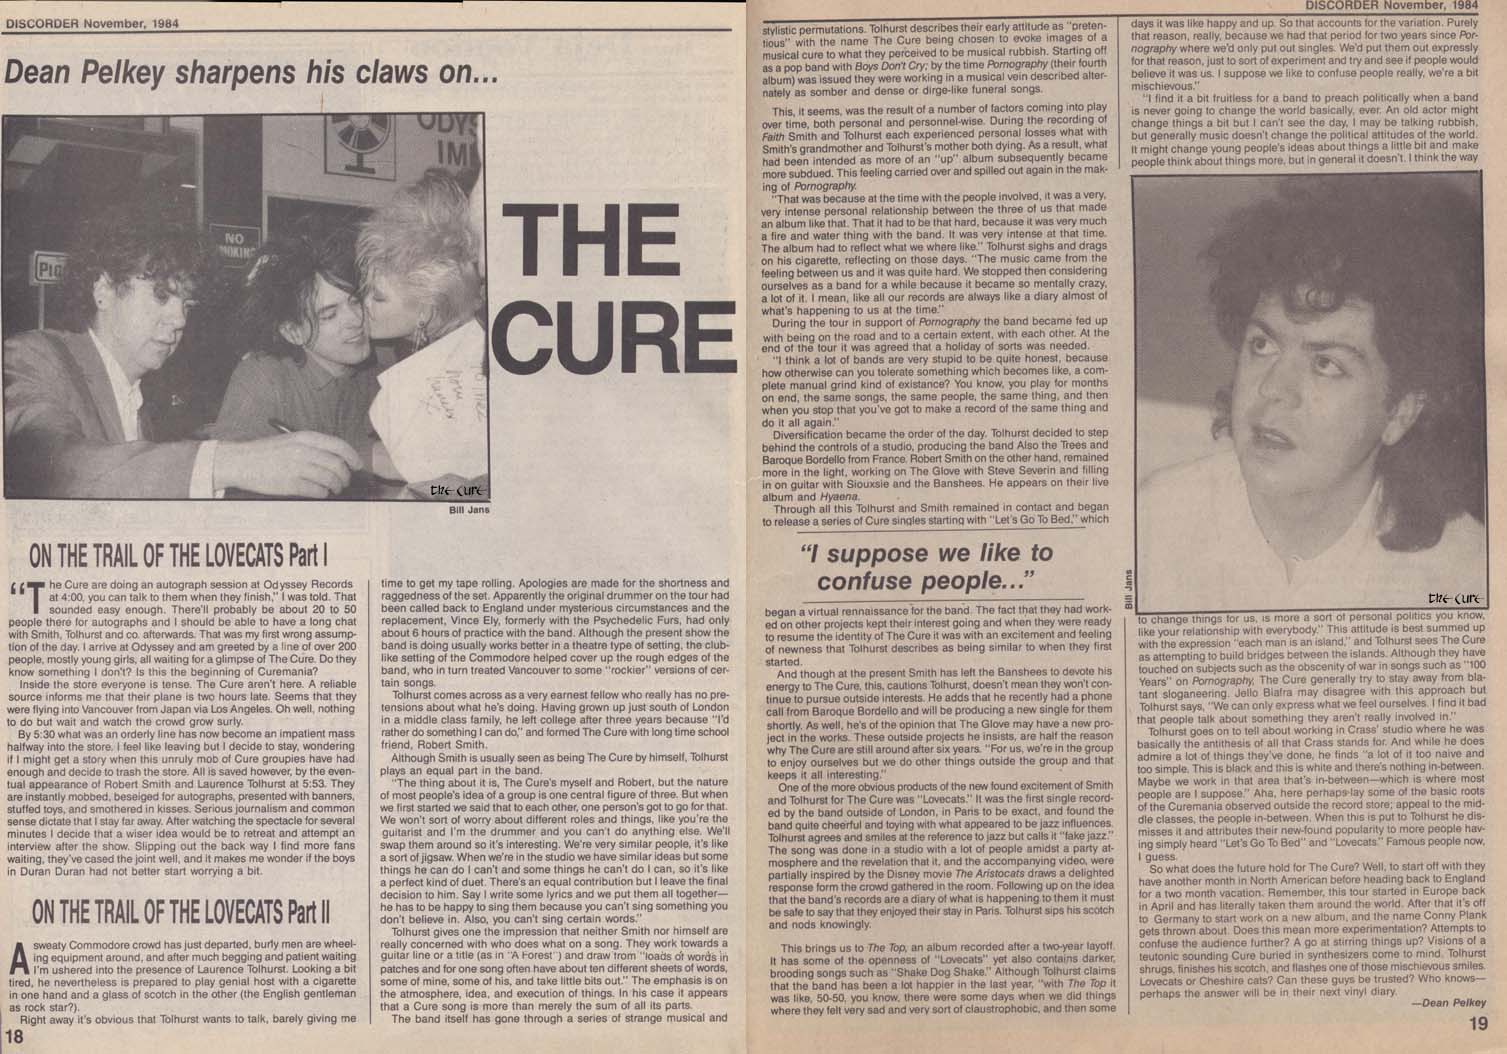 DISCORDER November, 1984
Dean Pelkey sharpens his claws on...
ODYS
IM
NO
SMOKING
THE
CURE
the cure
Bill Jans
ON THE TRAIL OF THE LOVECATS Part I
“The Cure are doing an autograph session at Odyssey Records
at 4:00, you can talk to them when they finish,” I was told. That
sounded easy enough. There'll probably be about 20 to 50
people there for autographs and I should be able to have a long chat
with Smith, Tolhurst and co. afterwards. That was my first wrong assump-
tion of the day. I arrive at Odyssey and am greeted by a line of over 200
people, mostly young girls, all waiting for a glimpse of The Cure. Do they
know something I don't? Is this the beginning of Curemania?
Inside the store everyone is tense. The Cure aren't here. A reliable
source informs me that their plane is two hours late. Seems that they
were flying into Vancouver from Japan via Los Angeles. Oh well, nothing
to do but wait and watch the crowd grow surly.
By 5:30 what was an orderly line has now become an impatient mass
halfway into the store. I feel like leaving but I decide to stay, wondering
if I might get a story when this unruly mob of Cure groupies have had
enough and decide to trash the store. All is saved however, by the even-
tual appearance of Robert Smith and Laurence Tolhurst at 5:53. They
are instantly mobbed, beseiged for autographs, presented with banners,
stuffed toys, and smothered in kisses. Serious journalism and common
sense dictate that I stay far away. After watching the spectacle for several
minutes I decide that a wiser idea would be to retreat and attempt an
interview after the show. Slipping out the back way I find more fans
waiting, they've cased the joint well, and it makes me wonder if the boys
in Duran Duran had not better start worrying a bit.
ON THE TRAIL OF THE LOVECATS Part II
A sweaty Commodore crowd has just departed, burly men are wheel-
ing equipment around, and after much begging and patient waiting
I'm ushered into the presence of Laurence Tolhurst. Looking a bit
tired, he nevertheless is prepared to play genial host with a cigarette
in one hand and a glass of scotch in the other (the English gentleman
as rock star?).
Right away it's obvious that Tolhurst wants to talk, barely giving me
18
time to get my tape rolling. Apologies are made for the shortness and
raggedness of the set. Apparently the original drummer on the tour had
been called back to England under mysterious circumstances and the
replacement, Vince Ely, formerly with the Psychedelic Furs, had only
about 6 hours of practice with the band. Although the present show the
band is doing usually works better in a theatre type of setting, the club-
like setting of the Commodore helped cover up the rough edges of the
band, who in turn treated Vancouver to some “rockier” versions of cer-
tain songs.
Tolhurst comes across as a very earnest fellow who really has no pre-
tensions about what he's doing. Having grown up just south of London
in a middle class family, he left college after three years because “I'd
rather do something I can do,” and formed The Cure with long time school
friend, Robert Smith.
Although Smith is usually seen as being The Cure by himself, Tolhurst
plays an equal part in the band.
“The thing about it is, The Cure's myself and Robert, but the nature
of most people's idea of a group is one central figure of three. But when
we first started we said that to each other, one person's got to go for that.
We won't sort of worry about different roles and things, like you're the
guitarist and I'm the drummer and you can't do anything else. We'll
swap them around so it's interesting. We're very similar people, it's like
a sort of jigsaw. When we're in the studio we have similar ideas but some
things he can do I can't and some things he can't do I can, so it's like
a perfect kind of duet. There's an equal contribution but I leave the final
decision to him. Say I write some lyrics and we put them all together—
he has to be happy to sing them because you can't sing something you
don't believe in. Also, you can't sing certain words.”
Tolhurst gives one the impression that neither Smith nor himself are
really concerned with who does what on a song. They work towards a
guitar line or a title (as in “A Forest”) and draw from “loads of words in
patches and for one song often have about ten different sheets of words,
some of mine, some of his, and take little bits out.” The emphasis is on
the atmosphere, idea, and execution of things. In his case it appears
that a Cure song is more than merely the sum of all its parts.
The band itself has gone through a series of strange musical and
DISCORDER November, 1984
stylistic permutations. Tolhurst describes their early attitude as “preten-
tious” with the name The Cure being chosen to evoke images of a
musical cure to what they perceived to be musical rubbish. Starting off
as a pop band with Boys Don't Cry; by the time Pornography (their fourth
album) was issued they were working in a musical vein described alter-
nately as somber and dense or dirge-like funeral songs.
This, it seems, was the result of a number of factors coming into play
over time, both personal and personnel-wise. During the recording of
Faith Smith and Tolhurst each experienced personal losses what with
Smith's grandmother and Tolhurst's mother both dying. As a result, what
had been intended as more of an “up” album subsequently became
more subdued. This feeling carried over and spilled out again in the mak-
ing of Pornography.
“That was because at the time with the people involved, it was a very,
very intense personal relationship between the three of us that made
an album like that. That it had to be that hard, because it was very much
a fire and water thing with the band. It was very intense at that time.
The album had to reflect what we where like.” Tolhurst sighs and drags
on his cigarette, reflecting on those days. “The music came from the
feeling between us and it was quite hard. We stopped then considering
ourselves as a band for a while because it became so mentally crazy,
a lot of it. I mean, like all our records are always like a diary almost of
what's happening to us at the time.”
During the tour in support of Pornography the band became fed up
with being on the road and to a certain extent, with each other. At the
end of the tour it was agreed that a holiday of sorts was needed.
“I think a lot of bands are very stupid to be quite honest, because
how otherwise can you tolerate something which becomes like, a com-
plete manual grind kind of existance? You know, you play for months
on end, the same songs, the same people, the same thing, and then
when you stop that you've got to make a record of the same thing and
do it all again.”
Diversification became the order of the day. Tolhurst decided to step
behind the controls of a studio, producing the band Also the Trees and
Baroque Bordello from France. Robert Smith on the other hand, remained
more in the light, working on The Glove with Steve Severin and filling
in on guitar with Siouxsie and the Banshees. He appears on their live
album and Hyaena.
Through all this Tolhurst and Smith remained in contact and began
to release a series of Cure singles starting with “Let's Go To Bed,” which
“I suppose we like to
confuse people...”
began a virtual rennaissance for the band. The fact that they had work-
ed on other projects kept their interest going and when they were ready
to resume the identity of The Cure it was with an excitement and feeling
of newness that Tolhurst describes as being similar to when they first
started.
And though at the present Smith has left the Banshees to devote his
energy to The Cure, this, cautions Tolhurst, doesn't mean they won't con-
tinue to pursue outside interests. He adds that he recently had a phone
call from Baroque Bordello and will be producing a new single for them
shortly. As well, he's of the opinion that The Glove may have a new pro-
ject in the works. These outside projects he insists, are half the reason
why The Cure are still around after six years. “For us, we're in the group
to enjoy ourselves but we do other things outside the group and that
keeps it all interesting.”
One of the more obvious products of the new found excitement of Smith
and Tolhurst for The Cure was “Lovecats.” It was the first single record-
ed by the band outside of London, in Paris to be exact, and found the
band quite cheerful and toying with what appeared to be jazz influences.
Tolhurst agrees and smiles at the reference to jazz but calls it “fake jazz.”
The song was done in a studio with a lot of people amidst a party at-
mosphere and the revelation that it, and the accompanying video, were
partially inspired by the Disney movie The Aristocats draws a delighted
response form the crowd gathered in the room. Following up on the idea
that the band's records are a diary of what is happening to them it must
be safe to say that they enjoyed their stay in Paris. Tolhurst sips his scotch
and nods knowingly.
This brings us to The Top, an album recorded after a two-year layoff.
It has some of the openness of “Lovecats” yet also contains darker,
brooding songs such as “Shake Dog Shake.” Although Tolhurst claims
that the band has been a lot happier in the last year, “with The Top it
was like, 50-50, you know, there were some days when we did things
where they felt very sad and very sort of claustrophobic, and then some
days it was like happy and up. So that accounts for the variation. Purely
that reason, really, because we had that period for two years since Por-
nography where we'd only put out singles. We'd put them out expressly
for that reason, just to sort of experiment and try and see if people would
believe it was us. I suppose we like to confuse people really, we're a bit
mischievous.”
“I find it a bit fruitless for a band to preach politically when a band
is never going to change the world basically, ever. An old actor might
change things a bit but I can't see the day, I may be talking rubbish,
but generally music doesn't change the political attitudes of the world.
It might change young people's ideas about things a little bit and make
people think about things more, but in general it doesn't. I think the way
the cure
Bill Jans
to change things for us, is more a sort of personal politics you know,
like your relationship with everybody.” This attitude is best summed up
with the expression “each man is an island,” and Tolhurst sees The Cure
as attempting to build bridges between the islands. Although they have
touched on subjects such as the obscenity of war in songs such as “100
Years” on Pornography, The Cure generally try to stay away from bla-
tant sloganeering. Jello Biafra may disagree with this approach but
Tolhurst says, “We can only express what we feel ourselves. I find it bad
that people talk about something they aren't really involved in.”
Tolhurst goes on to tell about working in Crass' studio where he was
basically the antithesis of all that Crass stands for. And while he does
admire a lot of things they've done, he finds “a lot of it too naive and
too simple. This is black and this is white and there's nothing in-between.
Maybe we work in that area that's in-between—which is where most
people are I suppose.” Aha, here perhaps lay some of the basic roots
of the Curemania observed outside the record store; appeal to the mid-
dle classes, the people in-between. When this is put to Tolhurst he dis-
misses it and attributes their new-found popularity to more people hav-
ing simply heard “Let's Go To Bed” and “Lovecats.” Famous people now,
I guess.
So what does the future hold for The Cure? Well, to start off with they
have another month in North American before heading back to England
for a two month vacation. Remember, this tour started in Europe back
in April and has literally taken them around the world. After that it's off
to Germany to start work on a new album, and the name Conny Plank
gets thrown about. Does this mean more experimentation? Attempts to
confuse the audience further? A go at stirring things up? Visions of a
teutonic sounding Cure buried in synthesizers come to mind. Tolhurst
shrugs, finishes his scotch, and flashes one of those mischievous smiles.
Lovecats or Cheshire cats? Can these guys be trusted? Who knows—
perhaps the answer will be in their next vinyl diary.
—Dean Pelkey
19